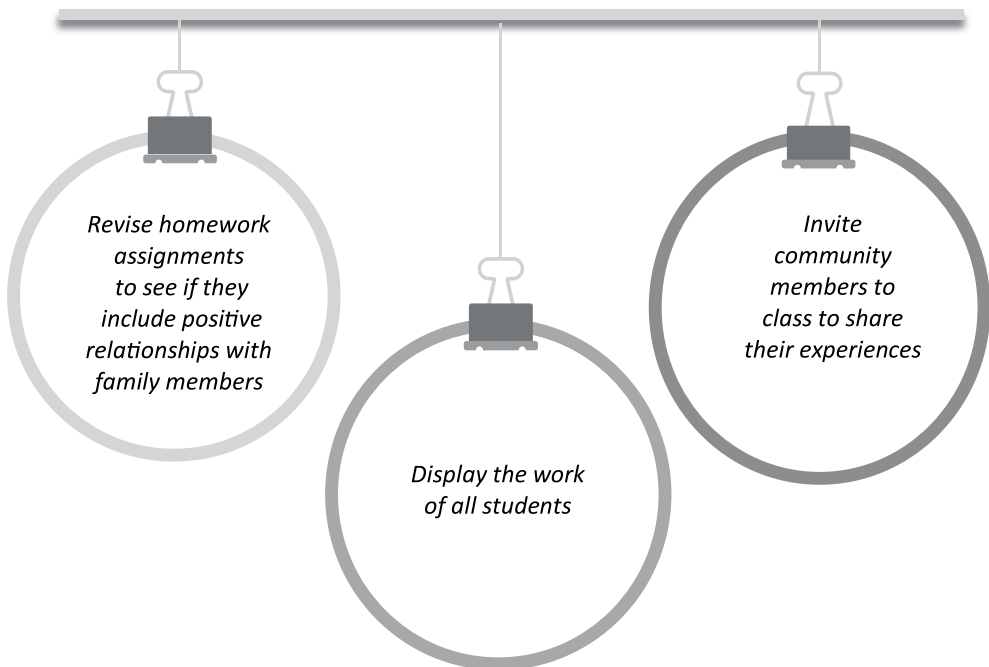 Revise homework
assignments
to see if they
include positive
relationships with
family members
Display the work
of all students
Invite
community
members to
class to share
their experiences